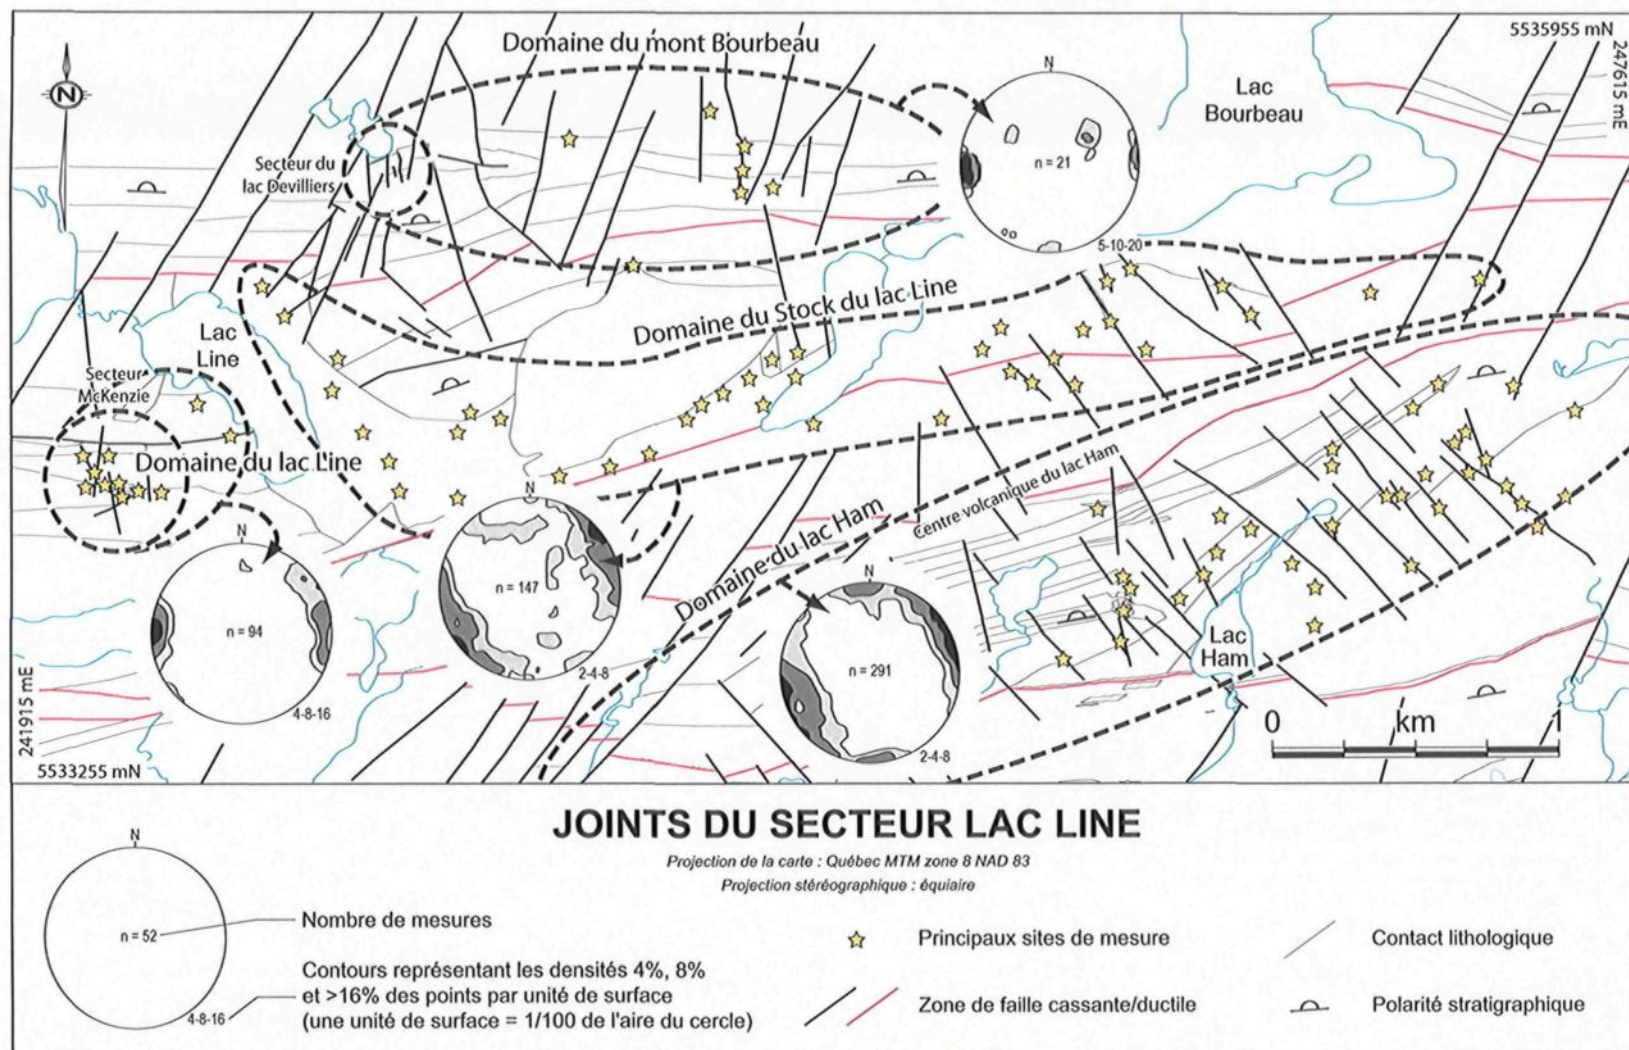 5535955 mN
247615 mE
Domaine du mont Bourbeau
N
N
Lac
Bourbeau
n = 21
5-10-20
Secteur du
lac Devilliers
Domaine du Stock du lac Line
Lac
Line
Secteur
McKenzie
Domaine du lac Line
N
n = 94
4-8-16
N
n = 147
2-4-8
Domaine du lac Ham
Centre volcanique du lac Ham
N
n = 291
2-4-8
Lac
Ham
0 km 1
241915 mE
5533255 mN
JOINTS DU SECTEUR LAC LINE
Projection de la carte : Québec MTM zone 8 NAD 83
Projection stéréographique : équiaire
N
n = 52
4-8-16
Nombre de mesures
Contours représentant les densités 4%, 8%
et >16% des points par unité de surface
(une unité de surface = 1/100 de l'aire du cercle)
Principaux sites de mesure
Zone de faille cassante/ductile
Contact lithologique
Polarité stratigraphique